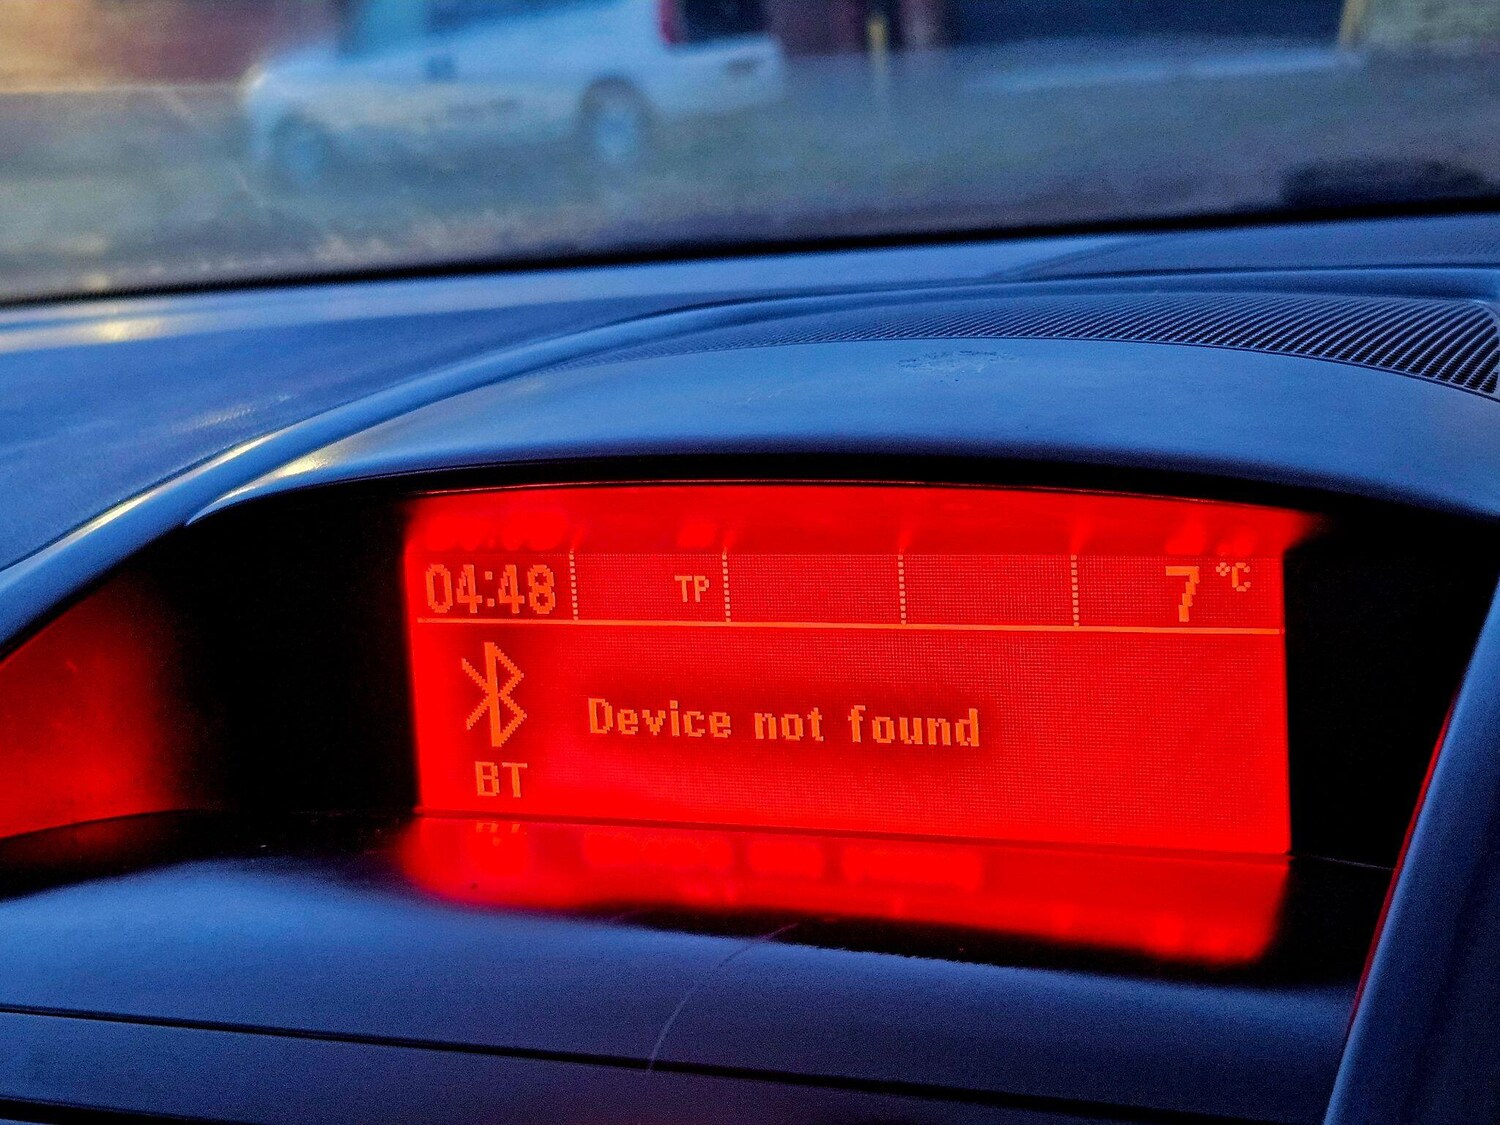 04:48 TP 7 °C
Device not found
BT